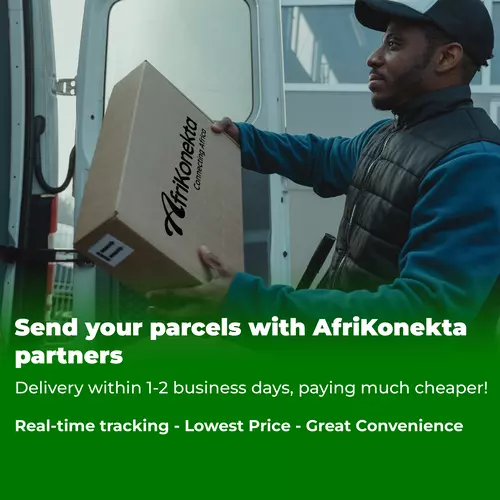 AfriKonekta
Connecting Africa
Send your parcels with AfriKonekta
partners
Delivery within 1-2 business days, paying much cheaper!
Real-time tracking - Lowest Price - Great Convenience